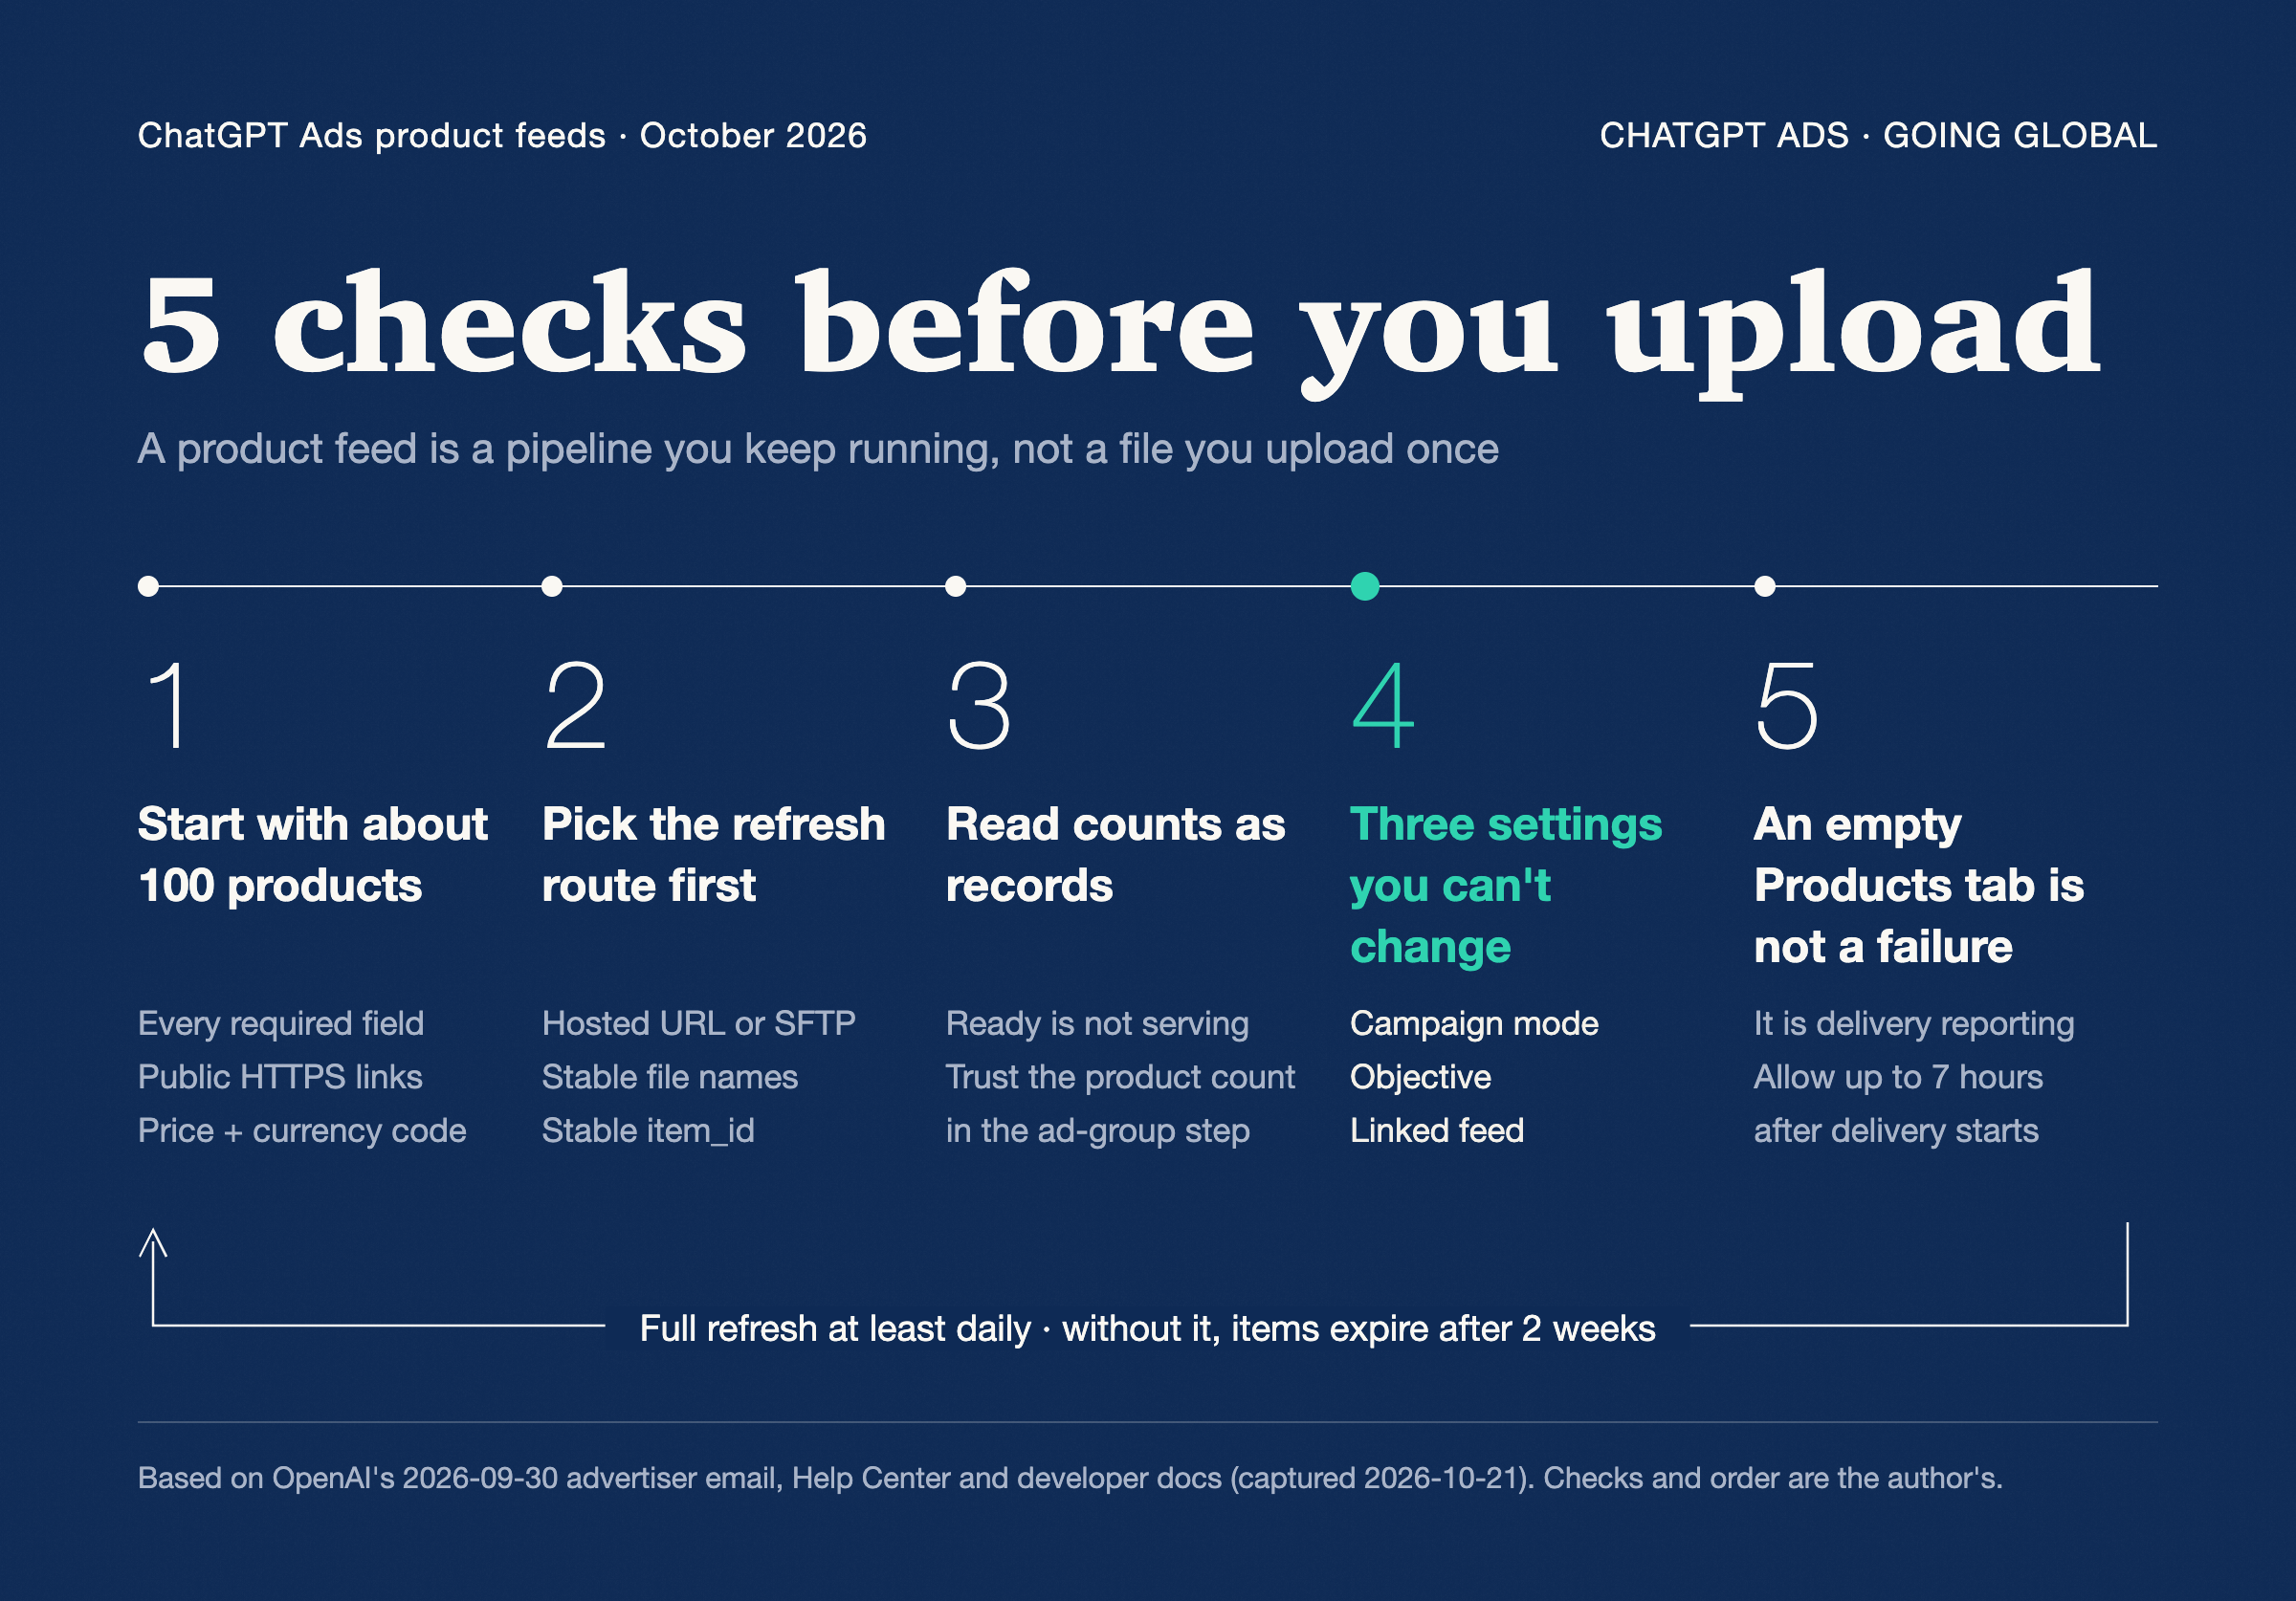 ChatGPT Ads product feeds · October 2026
CHATGPT ADS · GOING GLOBAL
5 checks before you upload
A product feed is a pipeline you keep running, not a file you upload once
1
Start with about
100 products
Every required field
Public HTTPS links
Price + currency code
2
Pick the refresh
route first
Hosted URL or SFTP
Stable file names
Stable item_id
3
Read counts as
records
Ready is not serving
Trust the product count
in the ad-group step
4
Three settings
you can't
change
Campaign mode
Objective
Linked feed
5
An empty
Products tab is
not a failure
It is delivery reporting
Allow up to 7 hours
after delivery starts
Full refresh at least daily · without it, items expire after 2 weeks
Based on OpenAI's 2026-09-30 advertiser email, Help Center and developer docs (captured 2026-10-21). Checks and order are the author's.